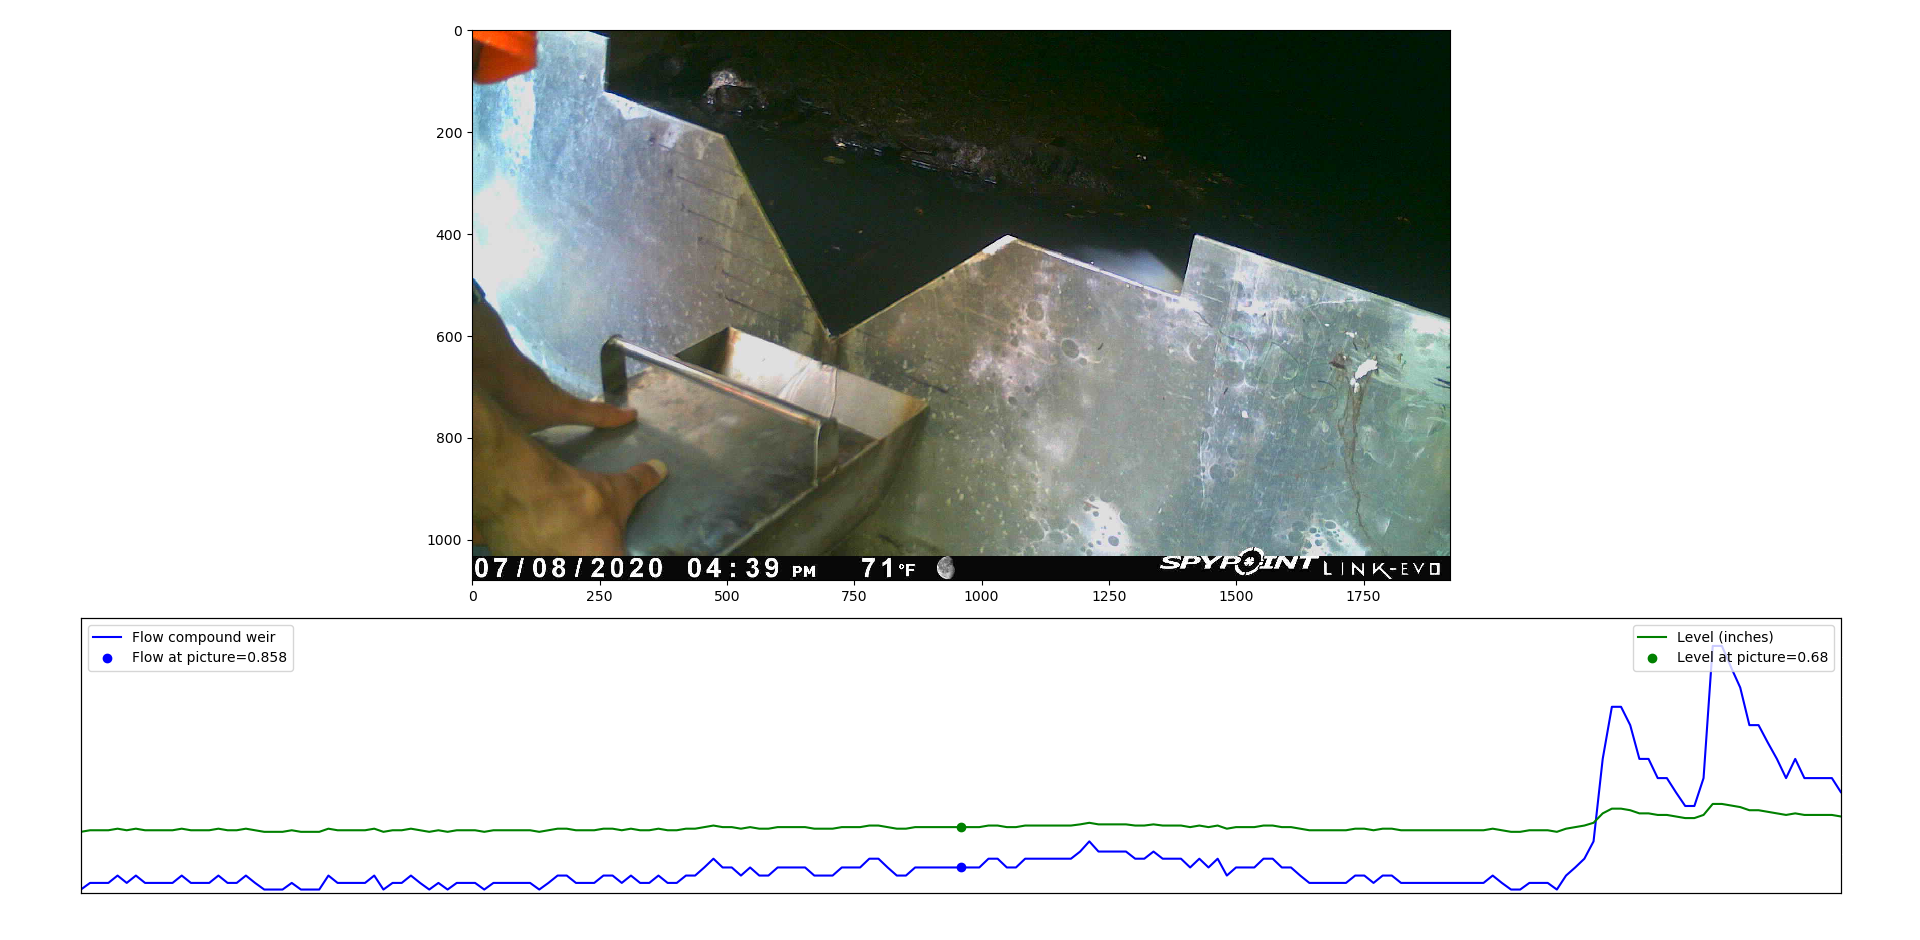 0
200
400
600
800
1000
07/08/2020 04:39 PM 71°F SPYPOINT LINK-EVO
0 250 500 750 1000 1250 1500 1750
Flow compound weir
Flow at picture=0.858
Level (inches)
Level at picture=0.68